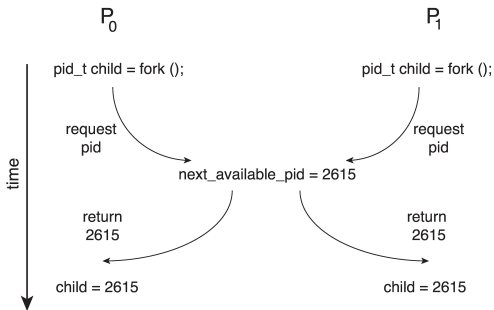 P0 P1
pid_t child = fork (); pid_t child = fork ();
request
pid
request
pid
next_available_pid = 2615
time
return
2615
return
2615
child = 2615 child = 2615